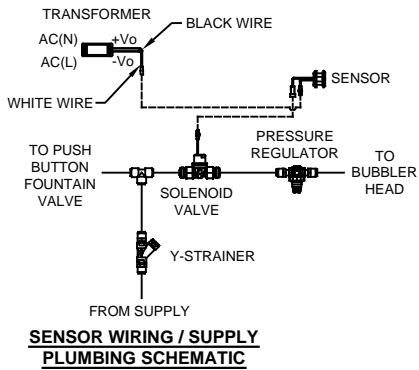 TRANSFORMER
BLACK WIRE
AC(N)
+Vo
AC(L)
-Vo
WHITE WIRE
SENSOR
TO PUSH
BUTTON
FOUNTAIN
VALVE
SOLENOID
VALVE
PRESSURE
REGULATOR
TO
BUBBLER
HEAD
Y-STRAINER
FROM SUPPLY
SENSOR WIRING / SUPPLY
PLUMBING SCHEMATIC